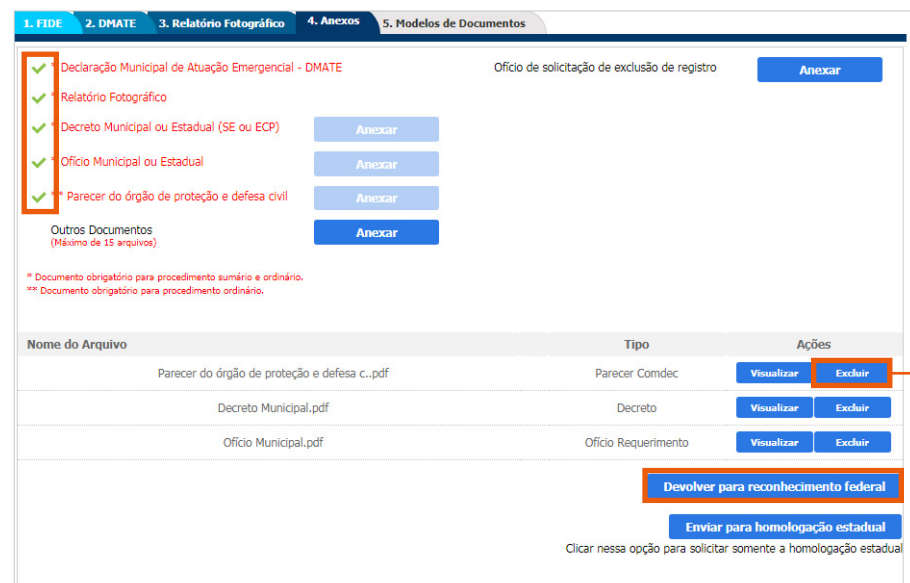 1. FIDE 2. DMATE 3. Relatório Fotográfico 4. Anexos 5. Modelos de Documentos
* Declaração Municipal de Atuação Emergencial - DMATE Ofício de solicitação de exclusão de registro Anexar
* Relatório Fotográfico
* Decreto Municipal ou Estadual (SE ou ECP) Anexar
* Ofício Municipal ou Estadual Anexar
** Parecer do órgão de proteção e defesa civil Anexar
Outros Documentos Anexar
(Máximo de 15 arquivos)
* Documento obrigatório para procedimento sumário e ordinário.
** Documento obrigatório para procedimento ordinário.
Nome do Arquivo Tipo Ações
Parecer do órgão de proteção e defesa c..pdf Parecer Comdec Visualizar Excluir
Decreto Municipal.pdf Decreto Visualizar Excluir
Ofício Municipal.pdf Ofício Requerimento Visualizar Excluir
Devolver para reconhecimento federal
Enviar para homologação estadual
Clicar nessa opção para solicitar somente a homologação estadual